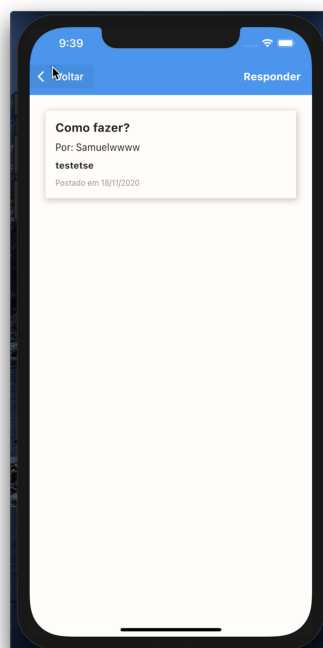 9:39
Voltar
Responder
Como fazer?
Por: Samuelwwww
testetse
Postado em 18/11/2020